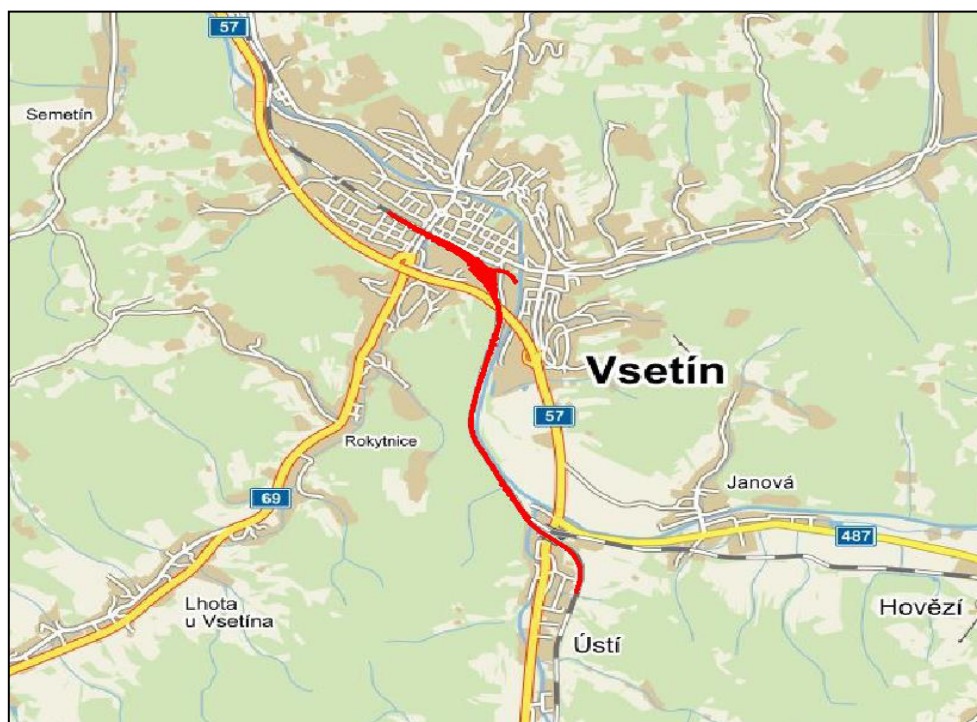 57
Semetín
Vsetín
57
Rokytnice
Janová
69
487
Lhota
u Vsetína
Hovězí
Ústí